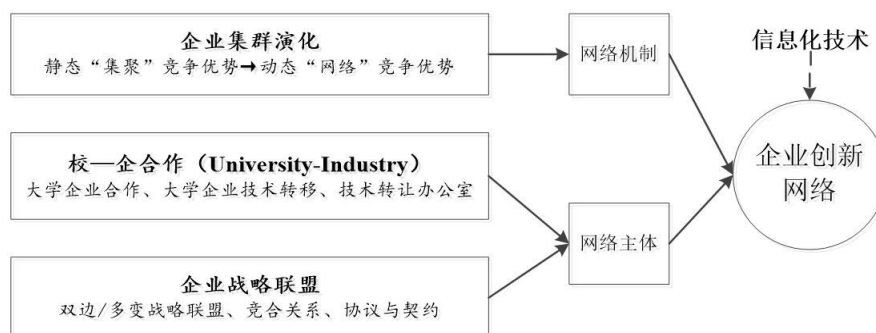 企业集群演化
静态“集聚”竞争优势→动态“网络”竞争优势
网络机制
信息化技术
校—企合作（University-Industry）
大学企业合作、大学企业技术转移、技术转让办公室
企业创新
网络
网络主体
企业战略联盟
双边/多变战略联盟、竞合关系、协议与契约